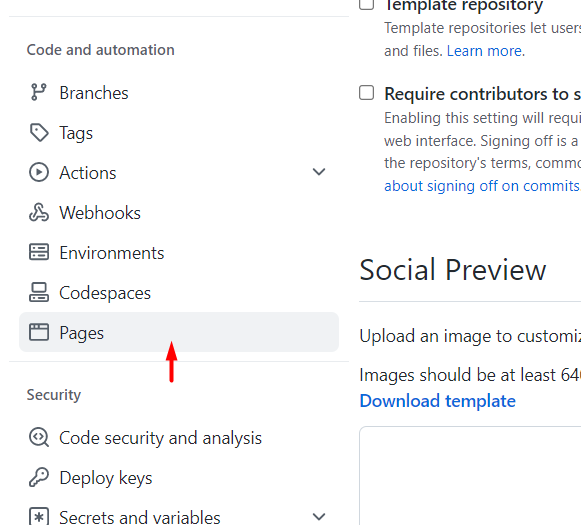 Code and automation
Branches
Tags
Actions
Webhooks
Environments
Codespaces
Pages
Security
Code security and analysis
Deploy keys
Secrets and variables
Template repository
Template repositories let users
and files. Learn more.
Require contributors to s
Enabling this setting will requi
web interface. Signing off is a
the repository's terms, commo
about signing off on commits.
Social Preview
Upload an image to customiz
Images should be at least 640
Download template